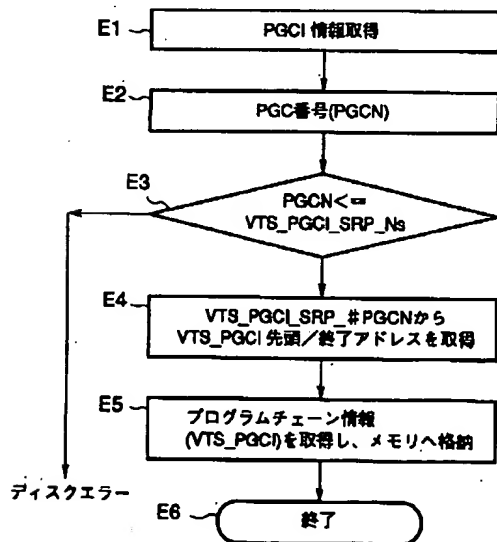 E1
PGCI 情報取得
E2
PGC番号(PGCN)
E3
PGCN<=
VTS_PGCI_SRP_Ns
E4
VTS_PGCI_SRP_#PGCNから
VTS_PGCI 先頭/終了アドレスを取得
E5
プログラムチェーン情報
(VTS_PGCI)を取得し、メモリへ格納
ディスクエラー
E6
終了